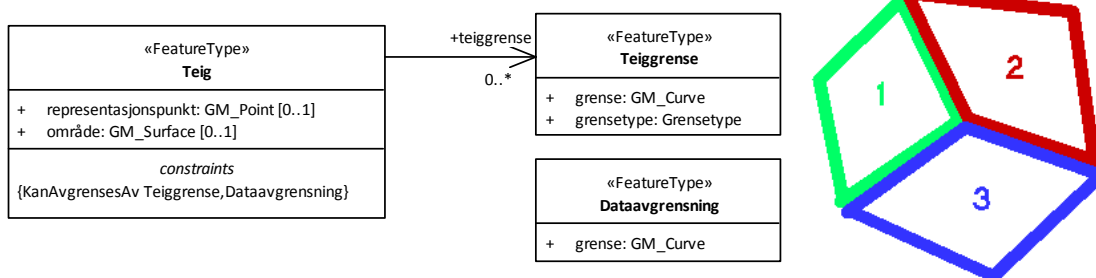 «FeatureType»
Teig
+ representasjonspunkt: GM_Point [0..1]
+ område: GM_Surface [0..1]
constraints
{KanAvgrensesAv Teiggrense,Dataavgrensning}
+teiggrense
0..*
«FeatureType»
Teiggrense
+ grense: GM_Curve
+ grensetype: Grensetype
«FeatureType»
Dataavgrensning
+ grense: GM_Curve
1
2
3